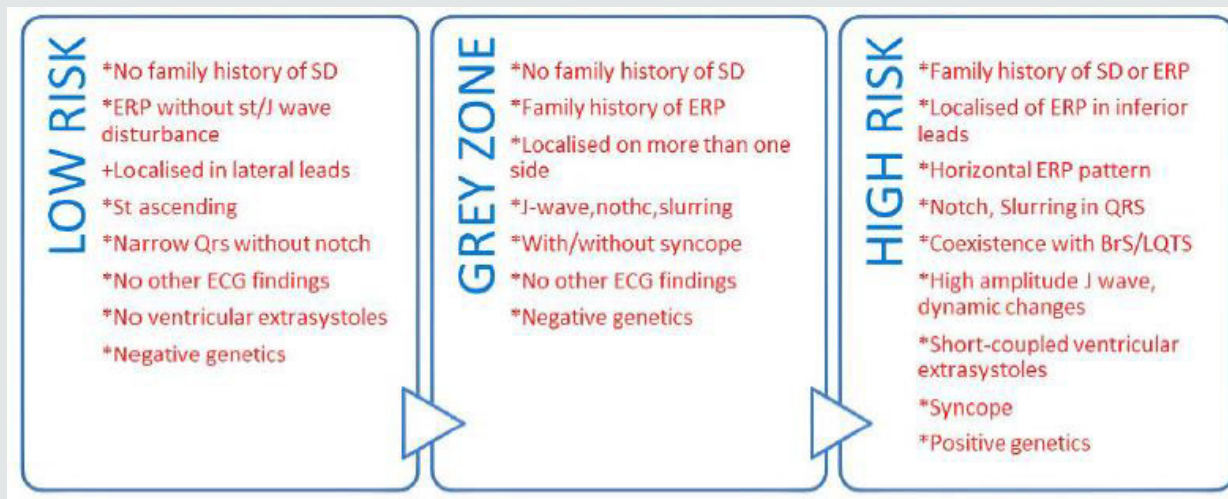 LOW RISK
*No family history of SD
*ERP without st/J wave
disturbance
+Localised in lateral leads
*St ascending
*Narrow Qrs without notch
*No other ECG findings
*No ventricular extrasystoles
*Negative genetics
GREY ZONE
*No family history of SD
*Family history of ERP
*Localised on more than one
side
*J-wave,nothc,slurring
*With/without syncope
*No other ECG findings
*Negative genetics
HIGH RISK
*Family history of SD or ERP
*Localised of ERP in inferior
leads
*Horizontal ERP pattern
*Notch, Slurring in QRS
*Coexistence with BrS/LQTS
*High amplitude J wave,
dynamic changes
*Short-coupled ventricular
extrasystoles
*Syncope
*Positive genetics